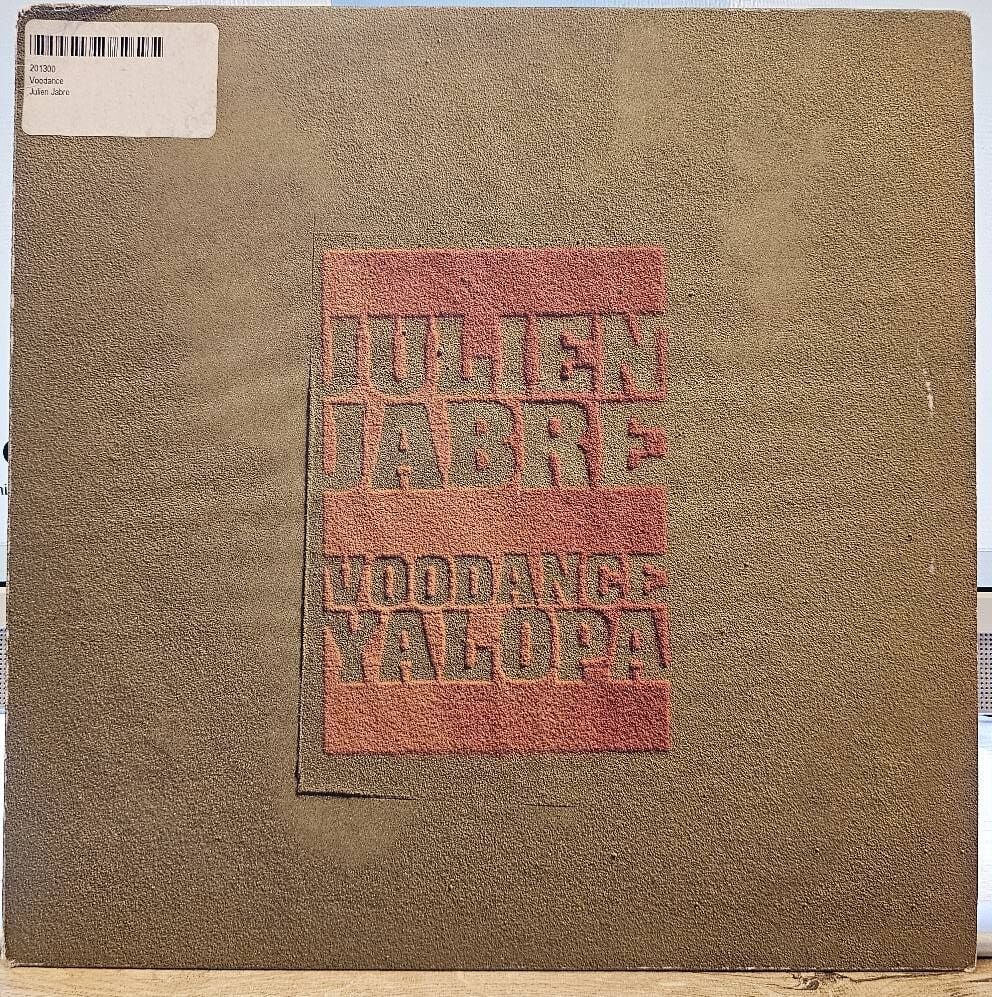 201300
Voodance
Julien Jabre
JULIEN
JABRE
VOODANCE
YALOPA